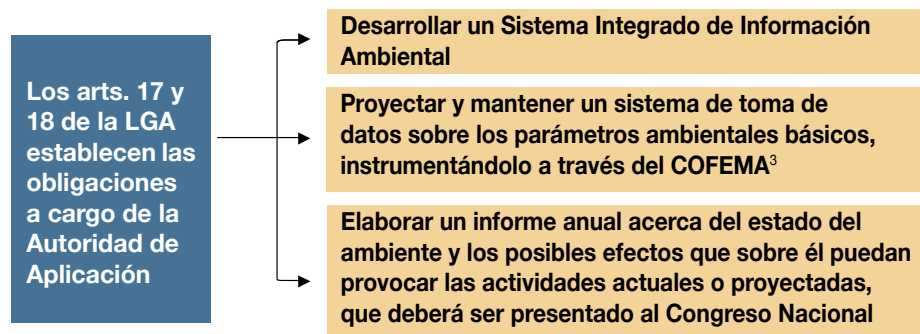 Los arts. 17 y
18 de la LGA
establecen las
obligaciones
a cargo de la
Autoridad de
Aplicación
Desarrollar un Sistema Integrado de Información
Ambiental
Proyectar y mantener un sistema de toma de
datos sobre los parámetros ambientales básicos,
instrumentándolo a través del COFEMA³
Elaborar un informe anual acerca del estado del
ambiente y los posibles efectos que sobre él puedan
provocar las actividades actuales o proyectadas,
que deberá ser presentado al Congreso Nacional